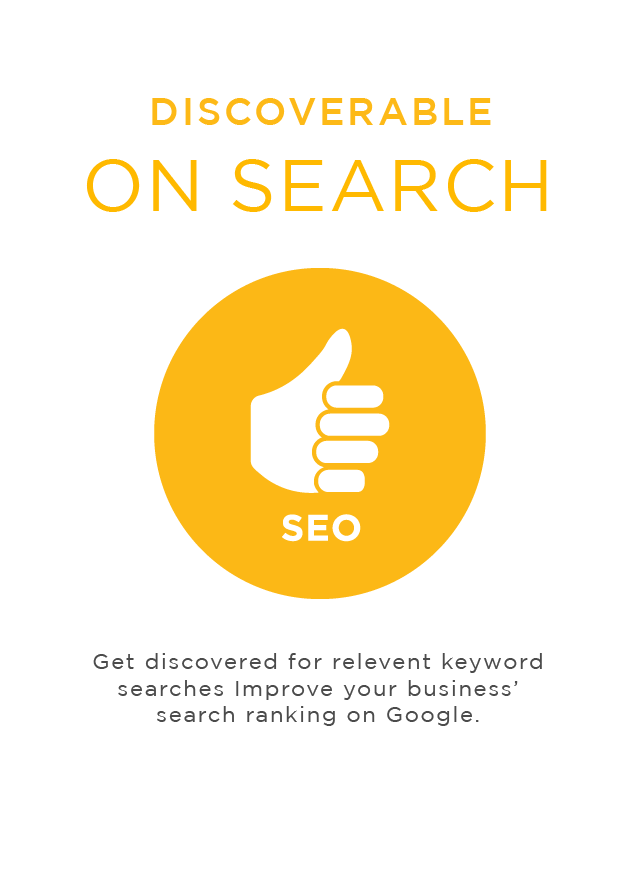 DISCOVERABLE
ON SEARCH
SEO
Get discovered for relevent keyword
searches Improve your business’
search ranking on Google.